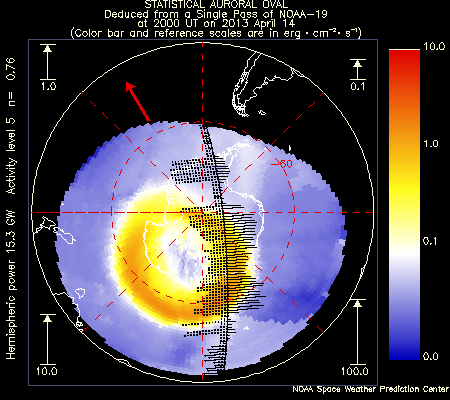 STATISTICAL AURORAL OVAL
Deduced from a Single Pass of NOAA-19
at 2000 UT on 2013 April 14
(Color bar and reference scales are in erg · cm⁻² · s⁻¹)
Hemispheric power 15.3 GW   Activity level 5   n=  0.76
1.0
0.1
-60
10.0
100.0
10.0
1.0
0.1
0.0
NOAA Space Weather Prediction Center